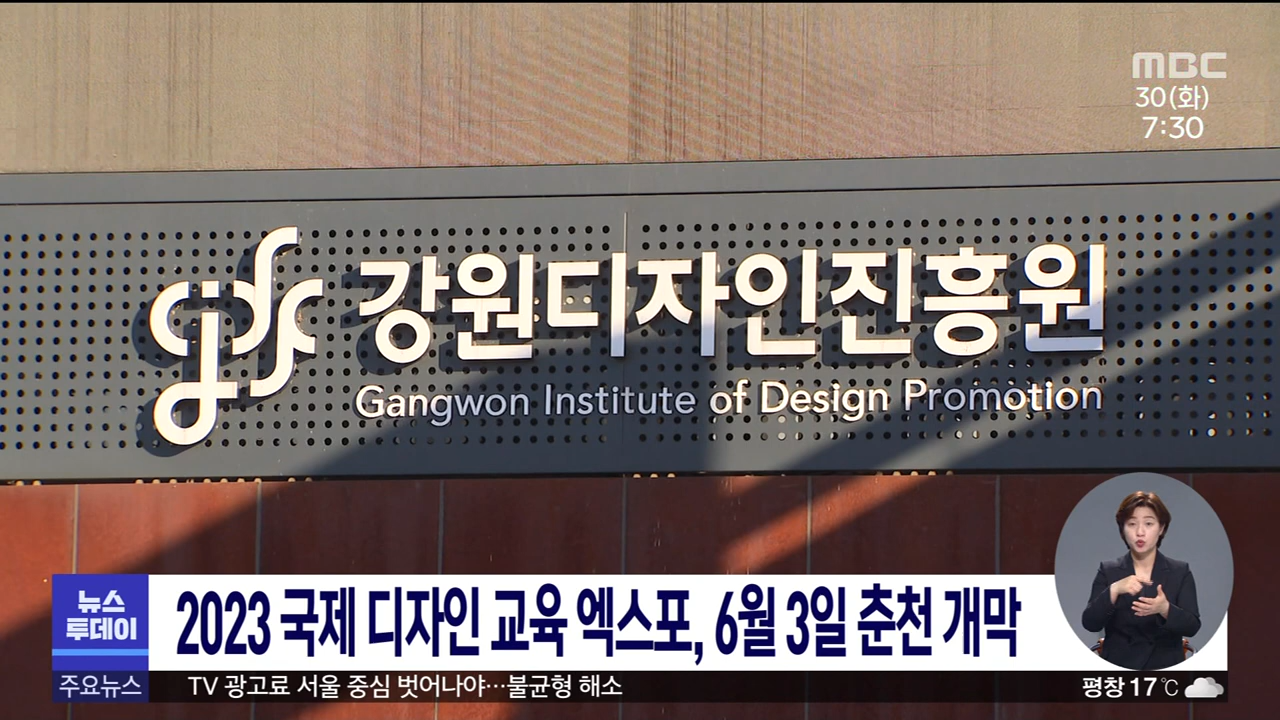 MBC
30(화)
7:30
강원디자인진흥원
Gangwon Institute of Design Promotion
뉴스
투데이
2023 국제 디자인 교육 엑스포, 6월 3일 춘천 개막
주요뉴스
TV 광고료 서울 중심 벗어나야…불균형 해소
평창 17℃